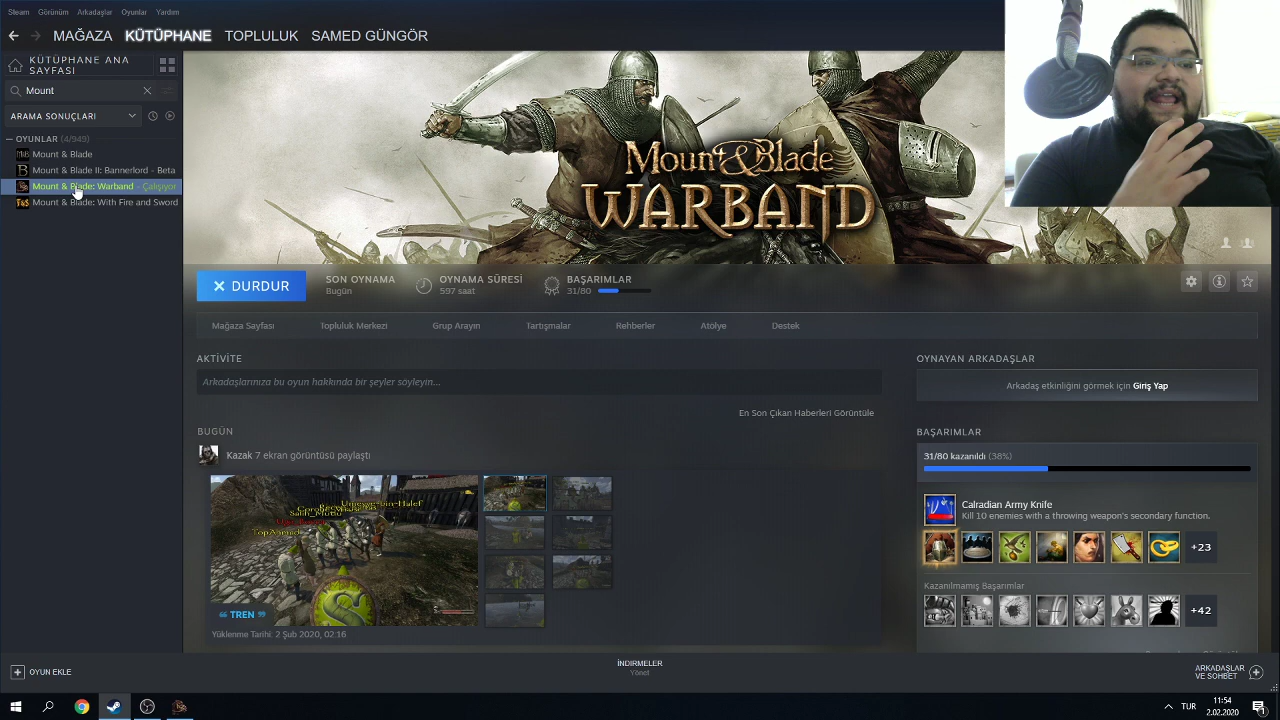 Steam Görünüm Arkadaşlar Oyunlar Yardım
MAĞAZA KÜTÜPHANE TOPLULUK SAMED GÜNGÖR
KÜTÜPHANE ANA SAYFASI
Mount
ARAMA SONUÇLARI
OYUNLAR (4/949)
Mount & Blade
Mount & Blade II: Bannerlord - Beta
Mount & Blade: Warband - Çalışıyor
Mount & Blade: With Fire and Sword
Mount & Blade
WARBAND
DURDUR
SON OYNAMA
Bugün
OYNAMA SÜRESİ
597 saat
BAŞARIMLAR
31/80
Mağaza Sayfası Topluluk Merkezi Grup Arayın Tartışmalar Rehberler Atölye Destek
AKTİVİTE
Arkadaşlarınıza bu oyun hakkında bir şeyler söyleyin...
En Son Çıkan Haberleri Görüntüle
BUGÜN
Kazak 7 ekran görüntüsü paylaştı
TREN
Yüklenme Tarihi: 2 Şub 2020, 02:16
OYNAYAN ARKADAŞLAR
Arkadaş etkinliğini görmek için Giriş Yap
BAŞARIMLAR
31/80 kazanıldı (38%)
Calradian Army Knife
Kill 10 enemies with a throwing weapon's secondary function.
+23
Kazanılmamış Başarımlar
+42
OYUN EKLE
İNDİRMELER
Yönet
ARKADAŞLAR
VE SOHBET
TUR
11:54
2.02.2020